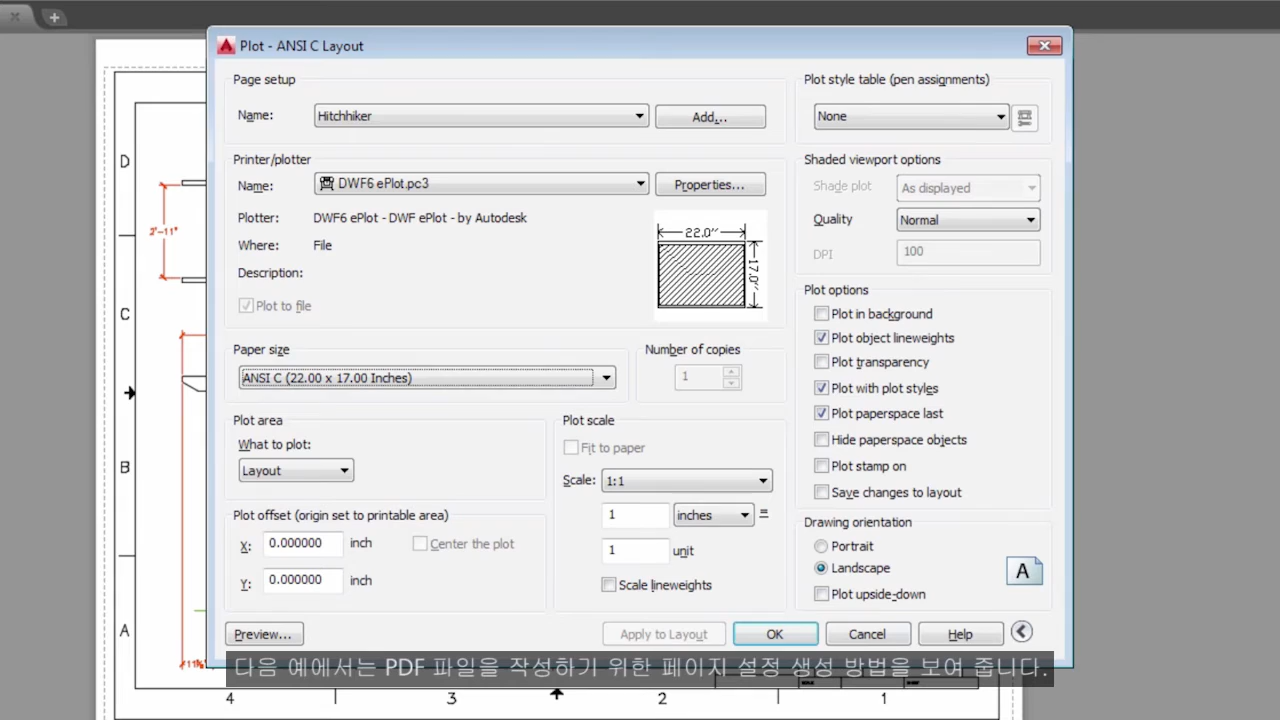 Plot - ANSI C Layout
Page setup
Name: Hitchhiker Add...
Printer/plotter
Name: DWF6 ePlot.pc3 Properties...
Plotter: DWF6 ePlot - DWF ePlot - by Autodesk
Where: File
Description:
Plot to file
22.0''
17.0''
Paper size
ANSI C (22.00 x 17.00 Inches)
Number of copies
1
Plot area
What to plot:
Layout
Plot offset (origin set to printable area)
X: 0.000000 inch Center the plot
Y: 0.000000 inch
Plot scale
Fit to paper
Scale: 1:1
1 inches =
1 unit
Scale lineweights
Plot style table (pen assignments)
None
Shaded viewport options
Shade plot As displayed
Quality Normal
DPI 100
Plot options
Plot in background
Plot object lineweights
Plot transparency
Plot with plot styles
Plot paperspace last
Hide paperspace objects
Plot stamp on
Save changes to layout
Drawing orientation
Portrait
Landscape
Plot upside-down
A
Preview... Apply to Layout OK Cancel Help
D
2'-11"
C
B
A
다음 예에서는 PDF 파일을 작성하기 위한 페이지 설정 생성 방법을 보여 줍니다.
4 3 2 1